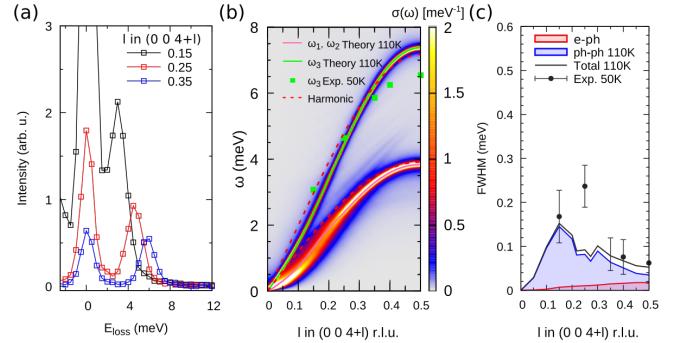 (a)
l in (0 0 4+l)
0.15
0.25
0.35
Intensity (arb. u.)
3
2
1
0
0 4 8 12
E_loss (meV)
(b)
σ(ω) [meV⁻¹]
ω₁, ω₂ Theory 110K
ω₃ Theory 110K
ω₃ Exp. 50K
Harmonic
ω (meV)
8
6
4
2
0
0 0.1 0.2 0.3 0.4 0.5
l in (0 0 4+l) r.l.u.
2
1
0
(c)
e-ph
ph-ph 110K
Total 110K
Exp. 50K
FWHM (meV)
0.6
0.5
0.4
0.3
0.2
0.1
0
0 0.1 0.2 0.3 0.4 0.5
l in (0 0 4+l) r.l.u.